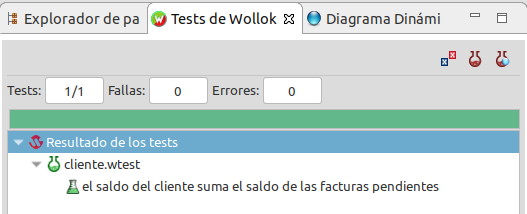 Explorador de pa Tests de Wollok Diagrama Dinámi
Tests: 1/1 Fallas: 0 Errores: 0
Resultado de los tests
cliente.wtest
el saldo del cliente suma el saldo de las facturas pendientes